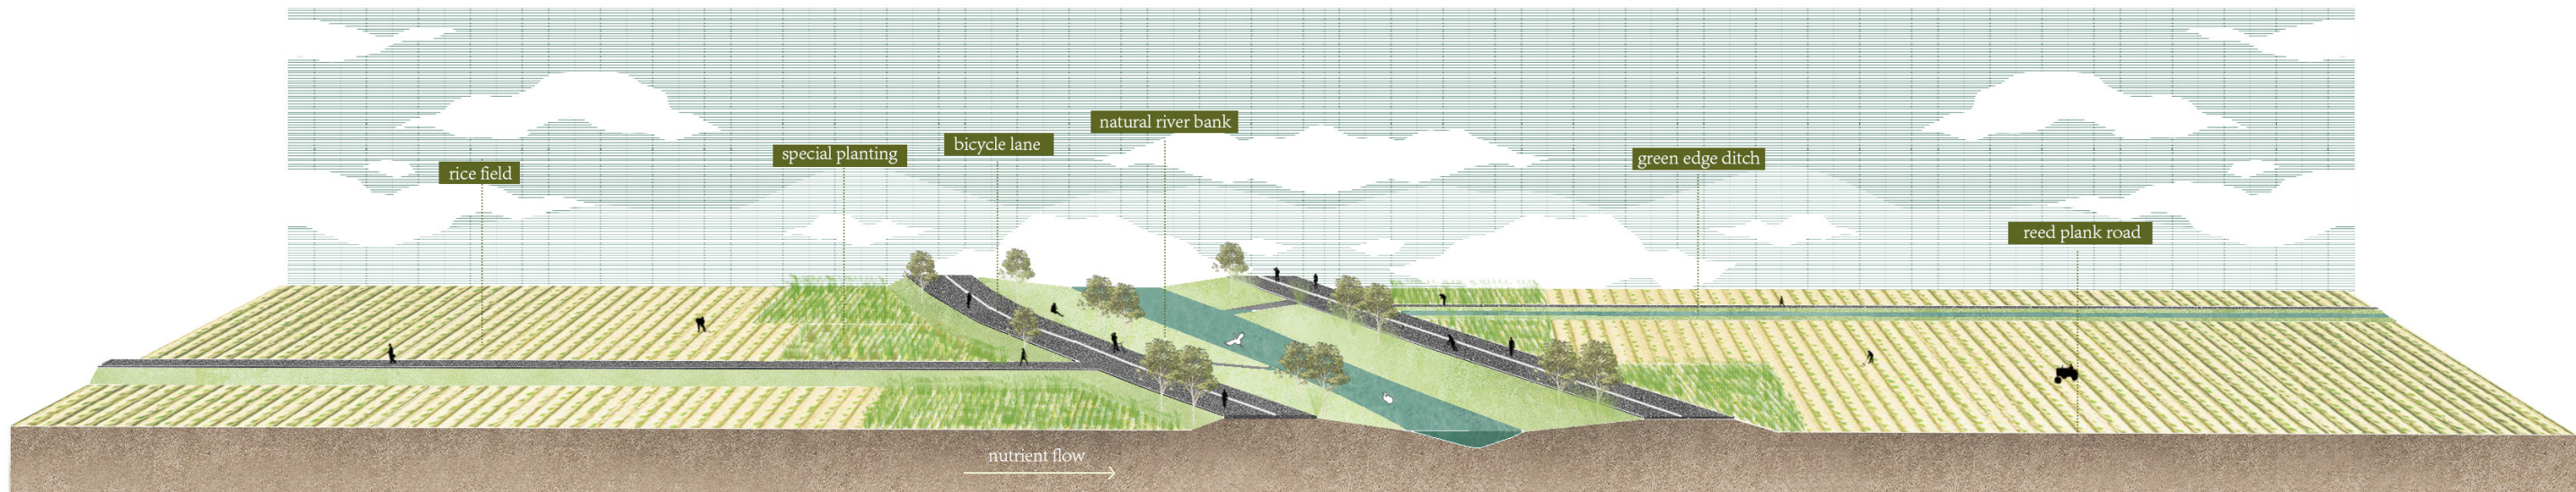 rice field
special planting
bicycle lane
natural river bank
green edge ditch
reed plank road
nutrient flow